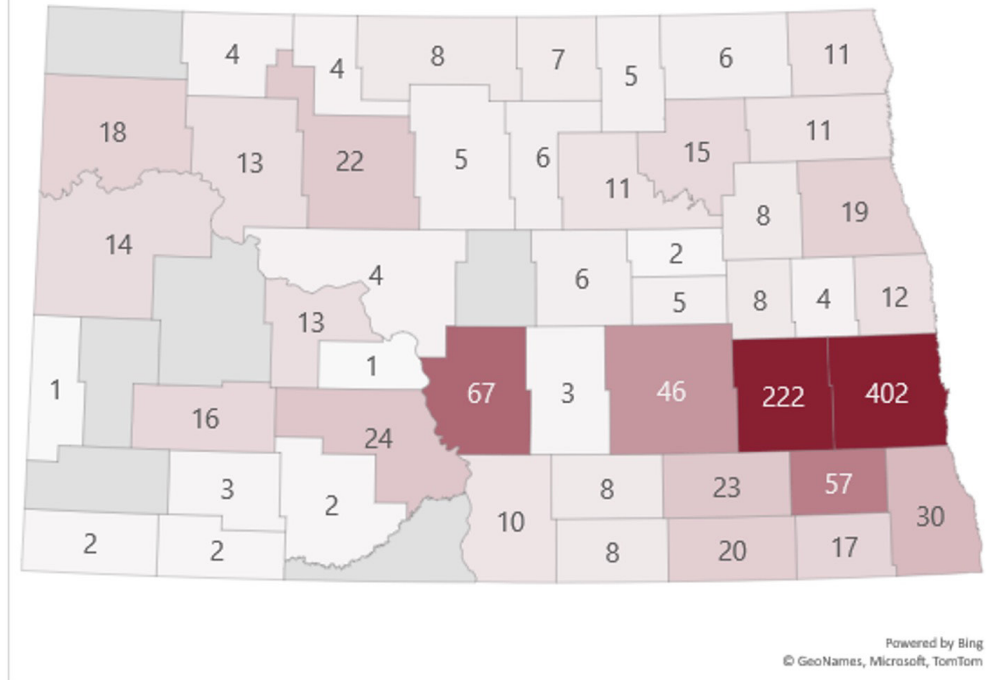 4 4 8 7 5 6 11
18 13 22 5 6 11 15 11
14 8 19
4 6 2
13 5 8 4 12
1 1 67 3 46 222 402
16 24
3 2 10 8 23 57 30
2 2 8 20 17
Powered by Bing
© GeoNames, Microsoft, TomTom